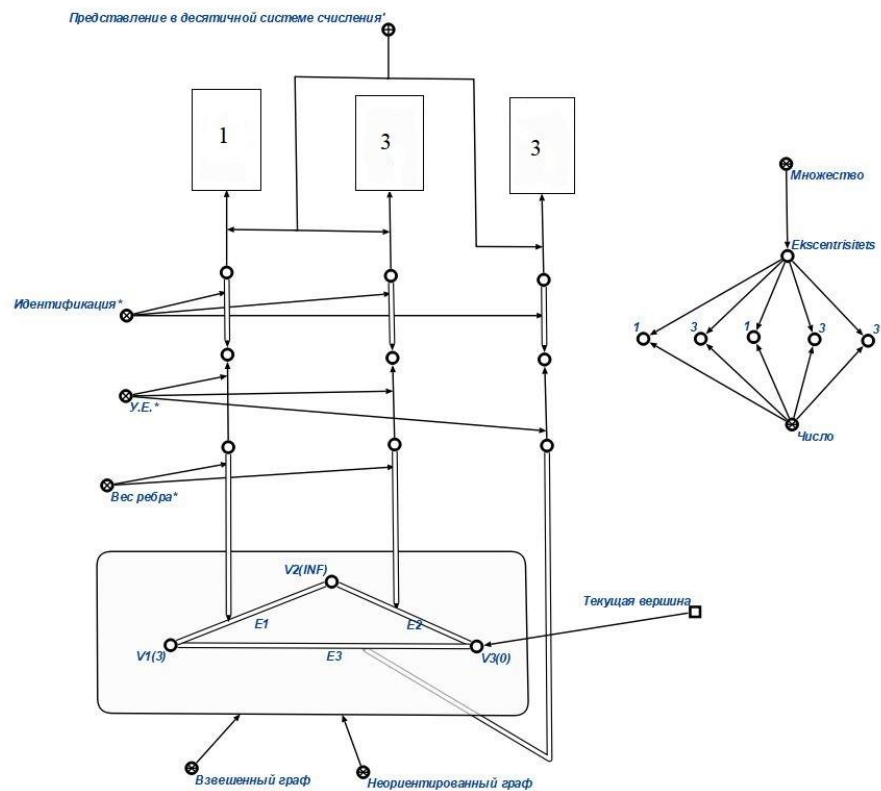 Представление в десятичной системе счисления'
1
3
3
Множество
Ekscentrisitets
Идентификация*
1
3
1
3
3
У.Е.*
Число
Вес ребра*
V2(INF)
Текущая вершина
E1
E2
V1(3)
E3
V3(0)
Взвешенный граф
Неориентированный граф